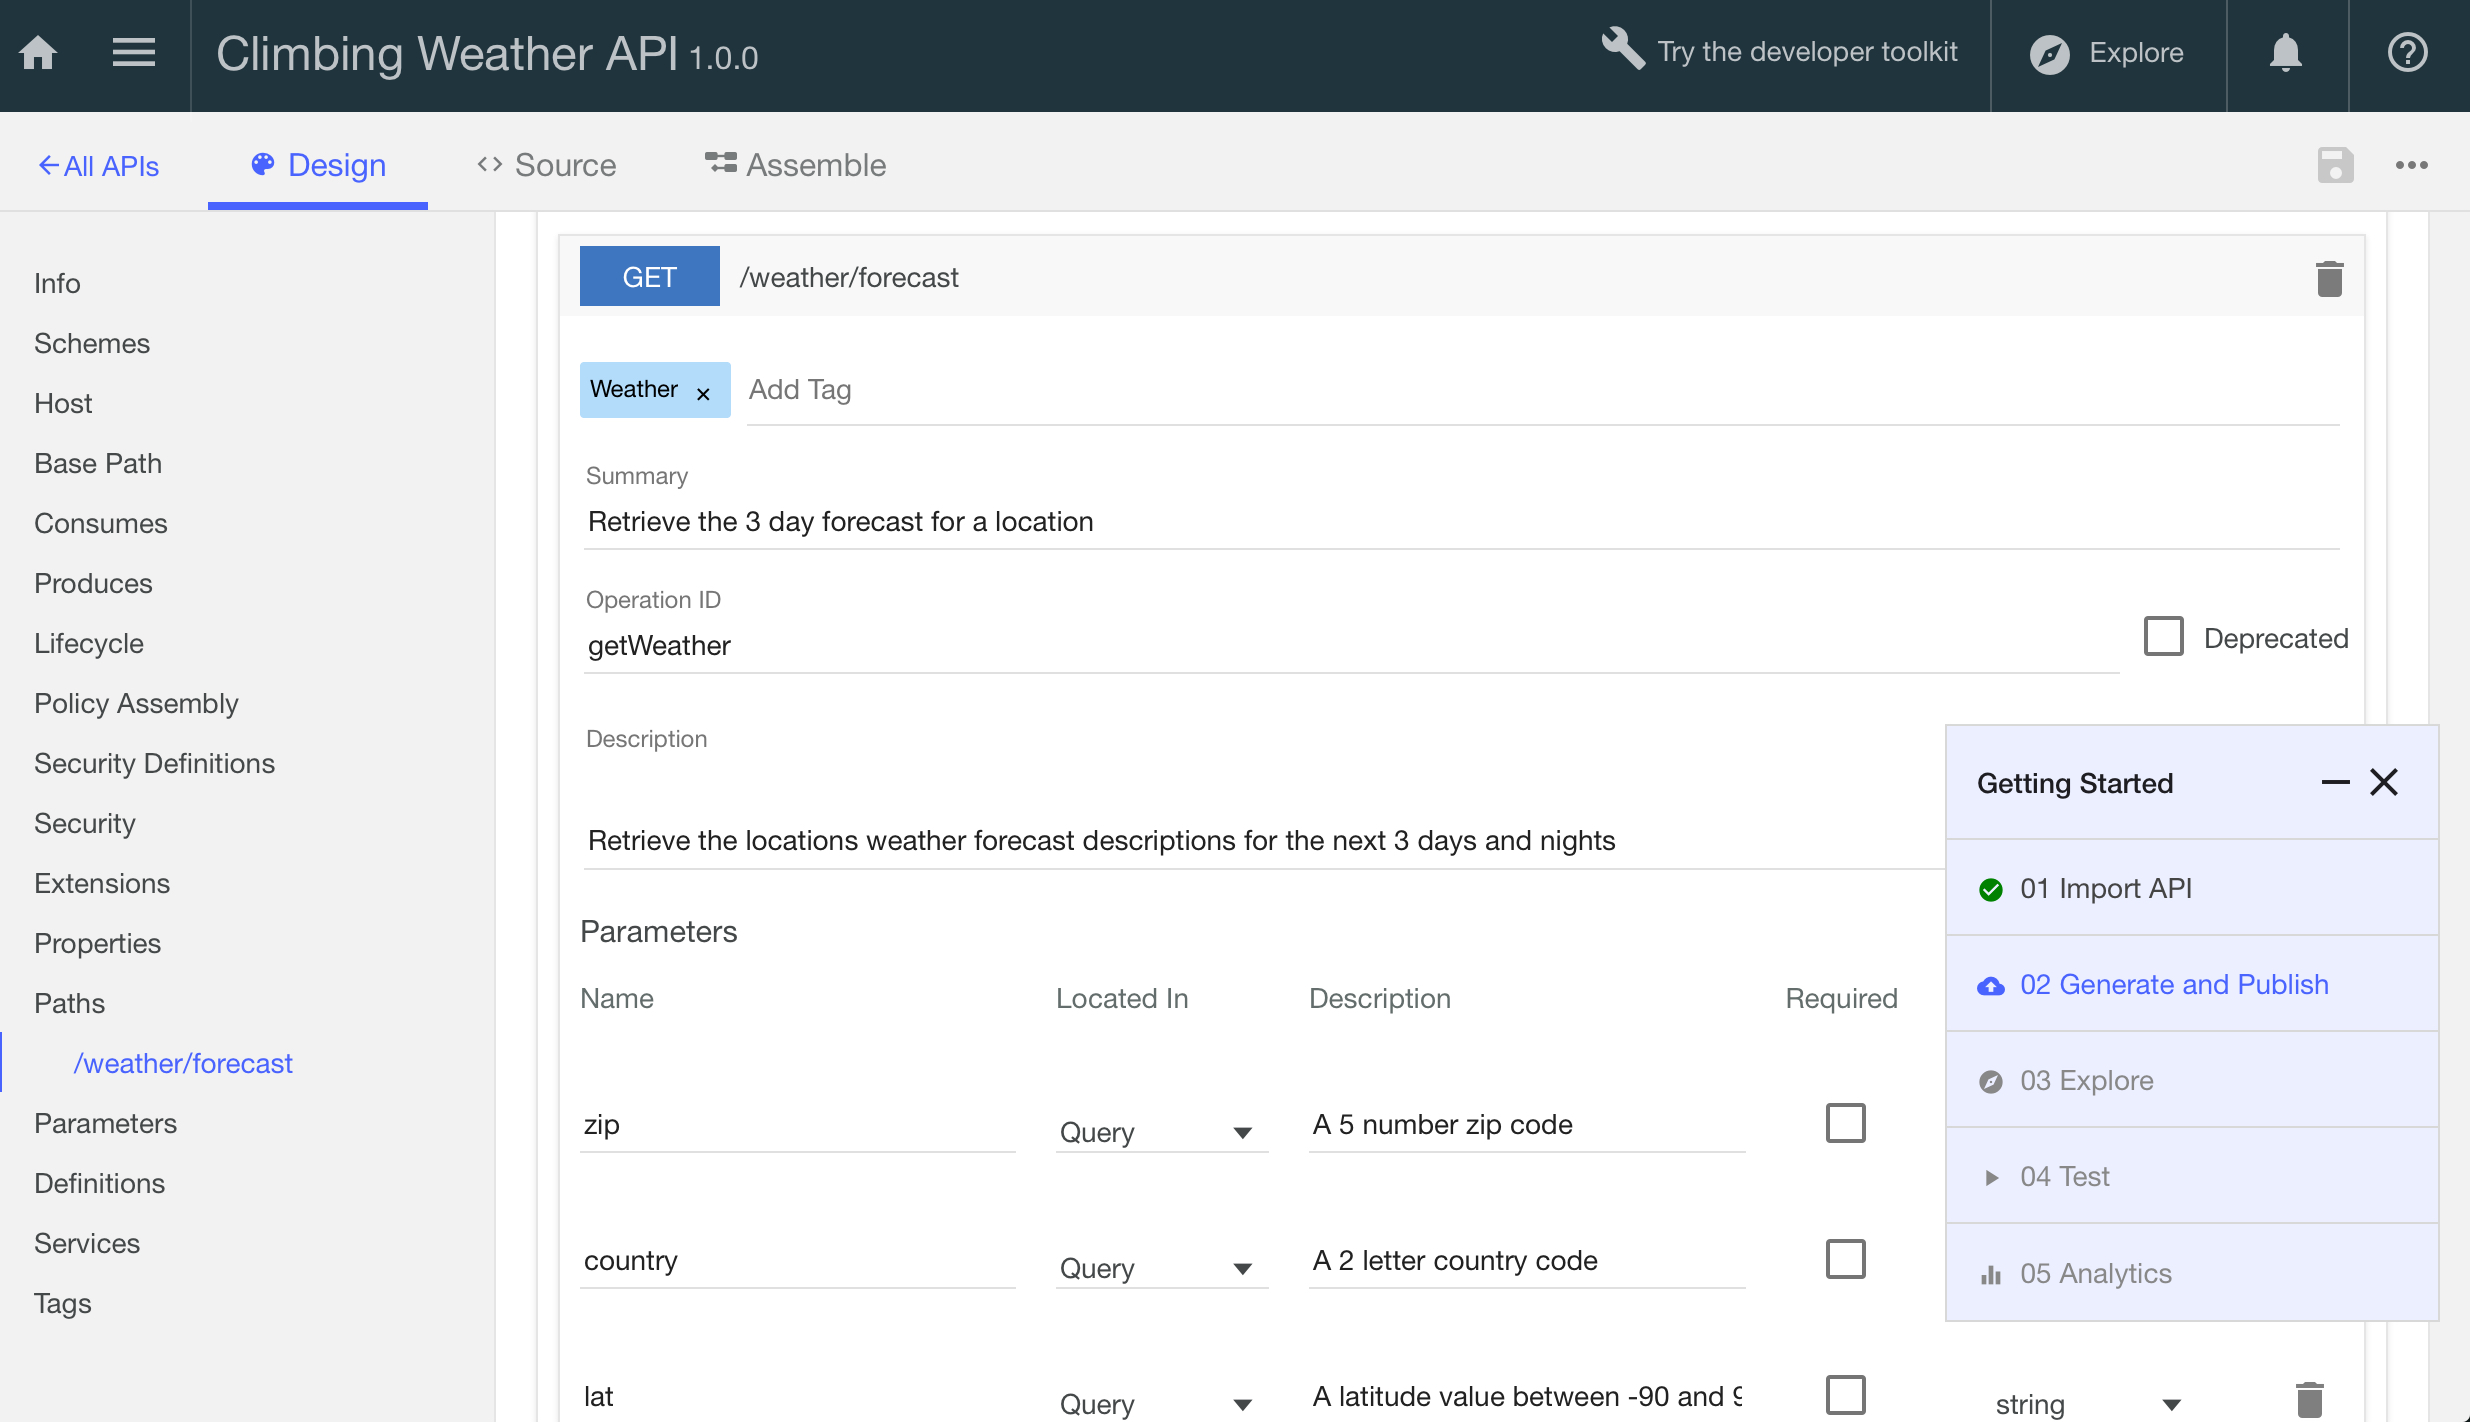 Climbing Weather API 1.0.0
Try the developer toolkit
Explore
All APIs
Design
Source
Assemble
Info
Schemes
Host
Base Path
Consumes
Produces
Lifecycle
Policy Assembly
Security Definitions
Security
Extensions
Properties
Paths
/weather/forecast
Parameters
Definitions
Services
Tags
GET /weather/forecast
Weather × Add Tag
Summary
Retrieve the 3 day forecast for a location
Operation ID
getWeather
Deprecated
Description
Retrieve the locations weather forecast descriptions for the next 3 days and nights
Parameters
Name Located In Description Required
zip Query A 5 number zip code
country Query A 2 letter country code
lat Query A latitude value between -90 and 9 string
Getting Started
01 Import API
02 Generate and Publish
03 Explore
04 Test
05 Analytics